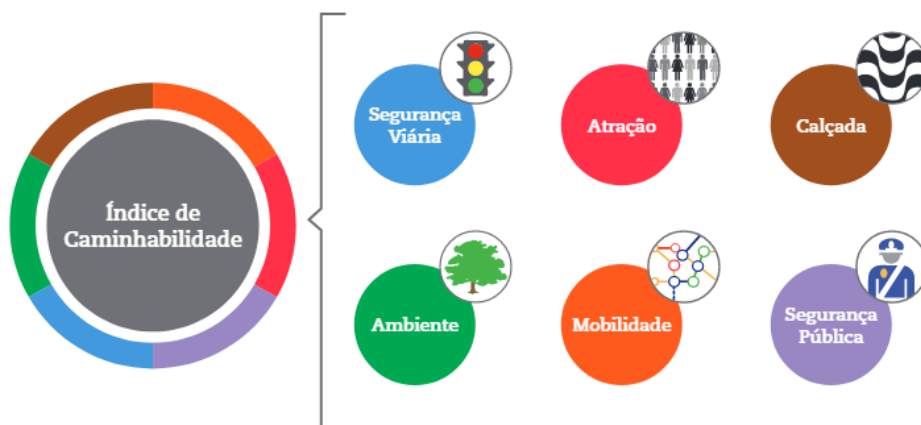 Índice de
Caminhabilidade
Segurança
Viária
Atração
Calçada
Ambiente
Mobilidade
Segurança
Pública